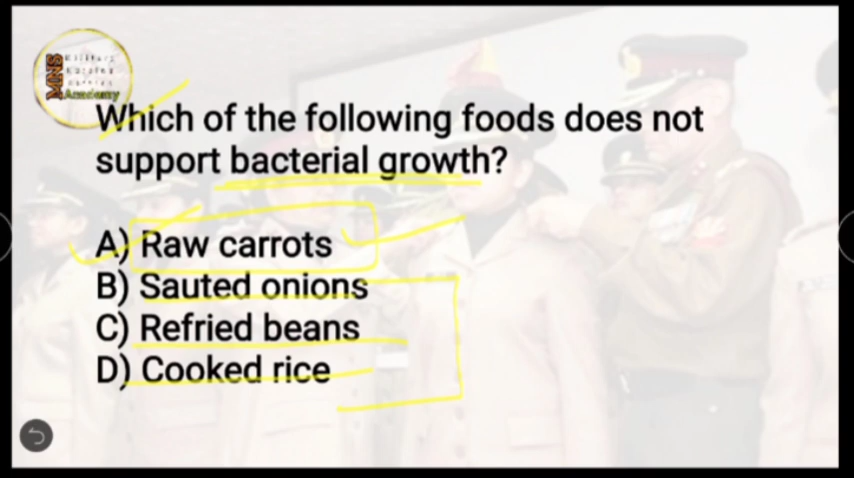 MNS
Academy
Which of the following foods does not
support bacterial growth?
A) Raw carrots
B) Sauted onions
C) Refried beans
D) Cooked rice